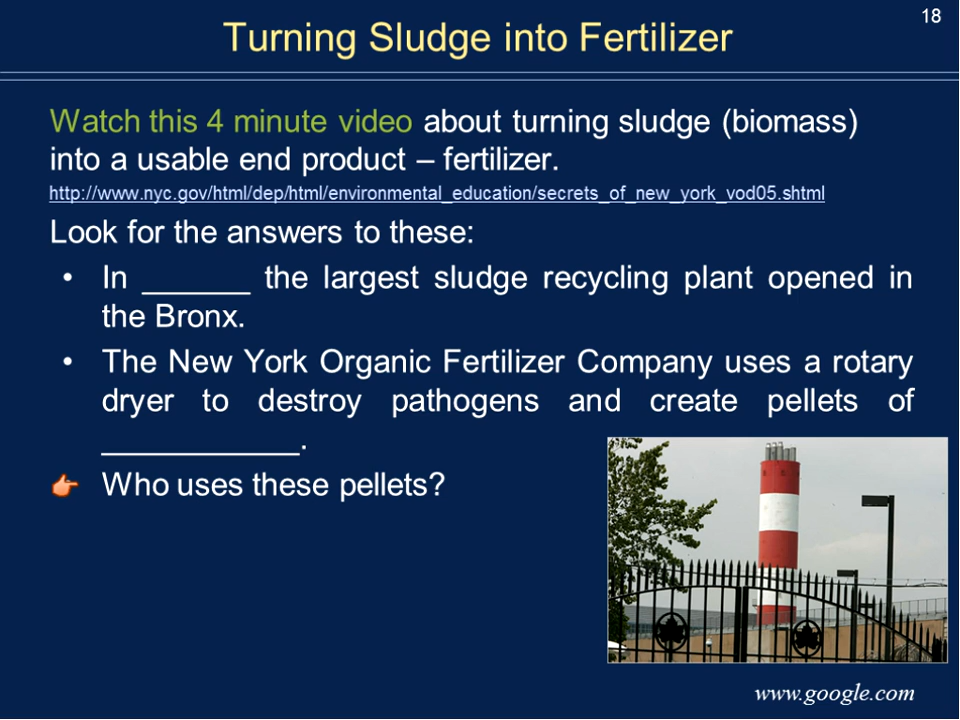 18
Turning Sludge into Fertilizer
Watch this 4 minute video about turning sludge (biomass)
into a usable end product – fertilizer.
http://www.nyc.gov/html/dep/html/environmental_education/secrets_of_new_york_vod05.shtml
Look for the answers to these:
• In ______ the largest sludge recycling plant opened in
the Bronx.
• The New York Organic Fertilizer Company uses a rotary
dryer to destroy pathogens and create pellets of
___________.
Who uses these pellets?
www.google.com